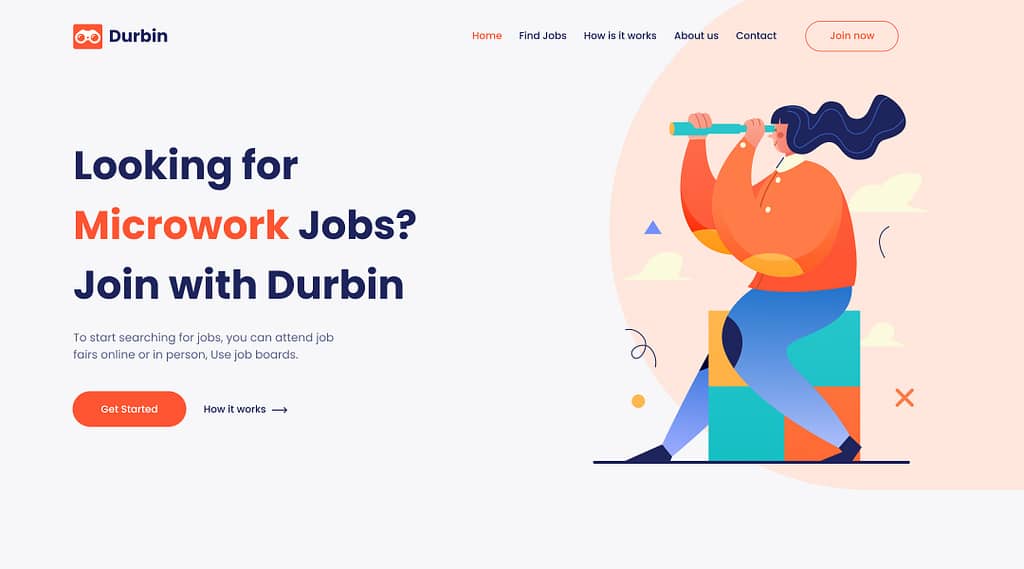 Durbin
Home Find Jobs How is it works About us Contact Join now
Looking for
Microwork Jobs?
Join with Durbin
To start searching for jobs, you can attend job
fairs online or in person, Use job boards.
Get Started How it works